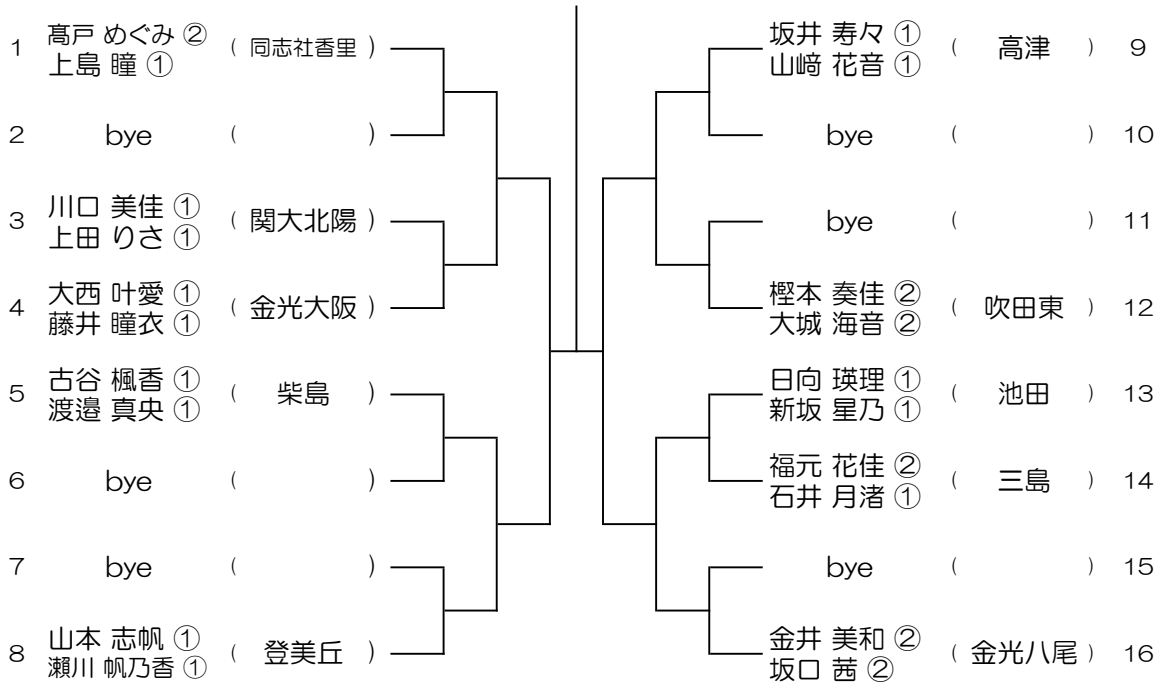 1 髙戸 めぐみ ② ( 同志社香里 )
上島 瞳 ①
2 bye ( )
3 川口 美佳 ① ( 関大北陽 )
上田 りさ ①
4 大西 叶愛 ① ( 金光大阪 )
藤井 瞳衣 ①
5 古谷 楓香 ① ( 柴島 )
渡邉 真央 ①
6 bye ( )
7 bye ( )
8 山本 志帆 ① ( 登美丘 )
瀬川 帆乃香 ①
坂井 寿々 ① ( 高津 ) 9
山﨑 花音 ①
bye ( ) 10
bye ( ) 11
樫本 奏佳 ② ( 吹田東 ) 12
大城 海音 ②
日向 瑛理 ① ( 池田 ) 13
新坂 星乃 ①
福元 花佳 ② ( 三島 ) 14
石井 月渚 ①
bye ( ) 15
金井 美和 ② ( 金光八尾 ) 16
坂口 茜 ②